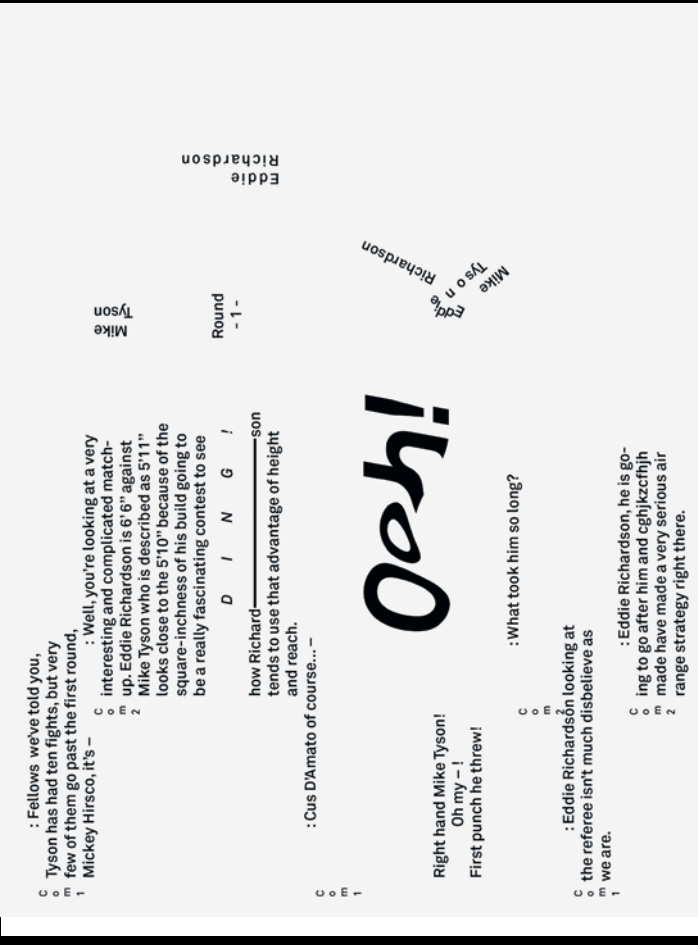 Com1
: Fellows we've told you,
Tyson has had ten fights, but very
few of them go past the first round,
Mickey Hirsco, it's –
Com2
: Well, you're looking at a very
interesting and complicated match-
up. Eddie Richardson is 6' 6” against
Mike Tyson who is described as 5'11”
looks close to the 5'10” because of the
square–inchness of his build going to
be a really fascinating contest to see
Mike
Tyson
Round
- 1 -
Eddie
Richardson
D I N G !
how Richard————son
tends to use that advantage of height
and reach.
Com1
: Cus D'Amato of course... –
Ooh!
Richardson
Eddie
Mike
Tyson
Right hand Mike Tyson!
Oh my – !
First punch he threw!
Com2
: What took him so long?
Com1
: Eddie Richardson looking at
the referee isn't much disbelieve as
we are.
Com2
: Eddie Richardson, he is go-
ing to go after him and cghjkzcfhjh
made have made a very serious air
range strategy right there.